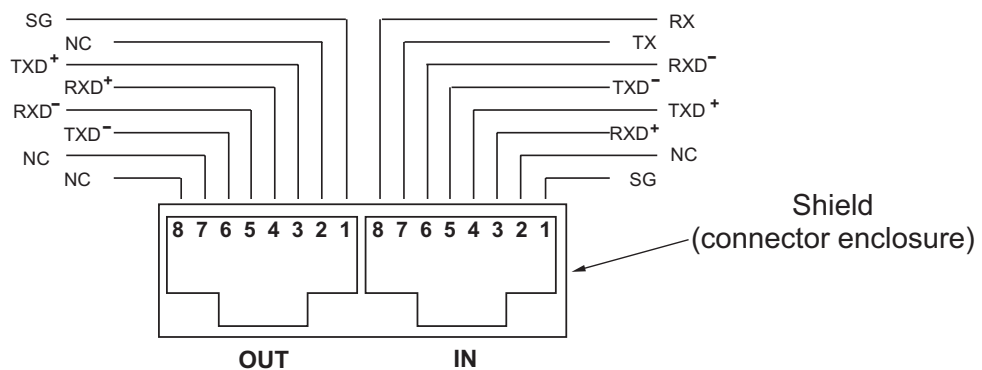 SG
NC
TXD+
RXD+
RXD-
TXD-
NC
NC
RX
TX
RXD-
TXD-
TXD +
RXD+
NC
SG
8 7 6 5 4 3 2 1
8 7 6 5 4 3 2 1
Shield
(connector enclosure)
OUT
IN